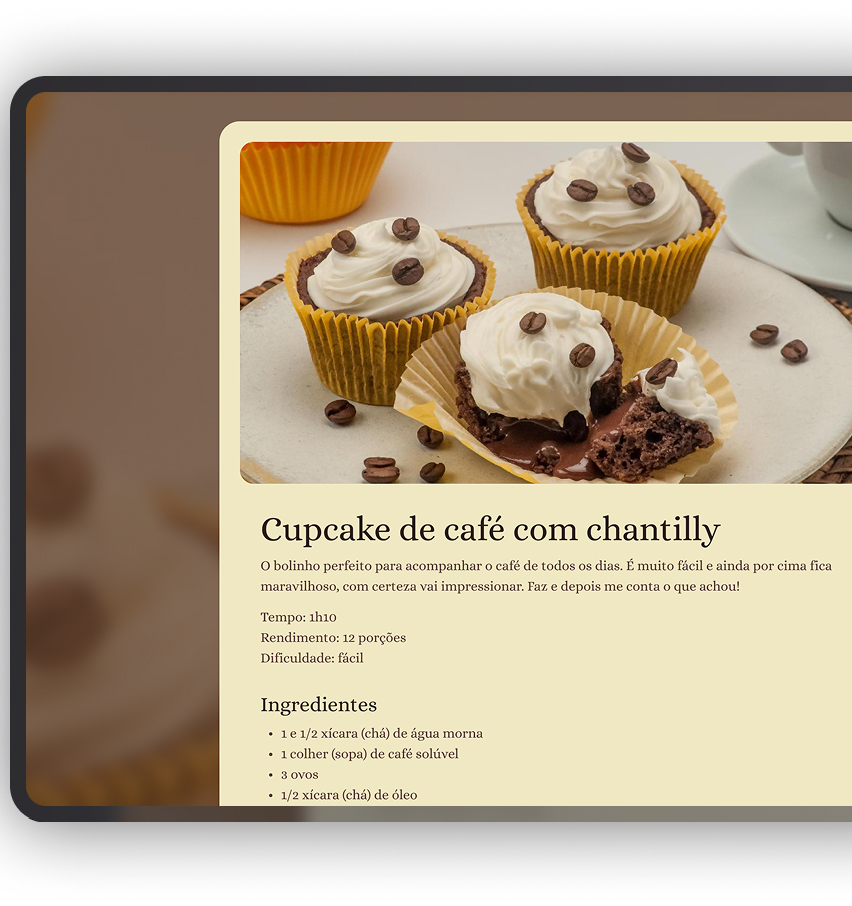 Cupcake de café com chantilly
O bolinho perfeito para acompanhar o café de todos os dias. É muito fácil e ainda por cima fica
maravilhoso, com certeza vai impressionar. Faz e depois me conta o que achou!
Tempo: 1h10
Rendimento: 12 porções
Dificuldade: fácil
Ingredientes
• 1 e 1/2 xícara (chá) de água morna
• 1 colher (sopa) de café solúvel
• 3 ovos
• 1/2 xícara (chá) de óleo